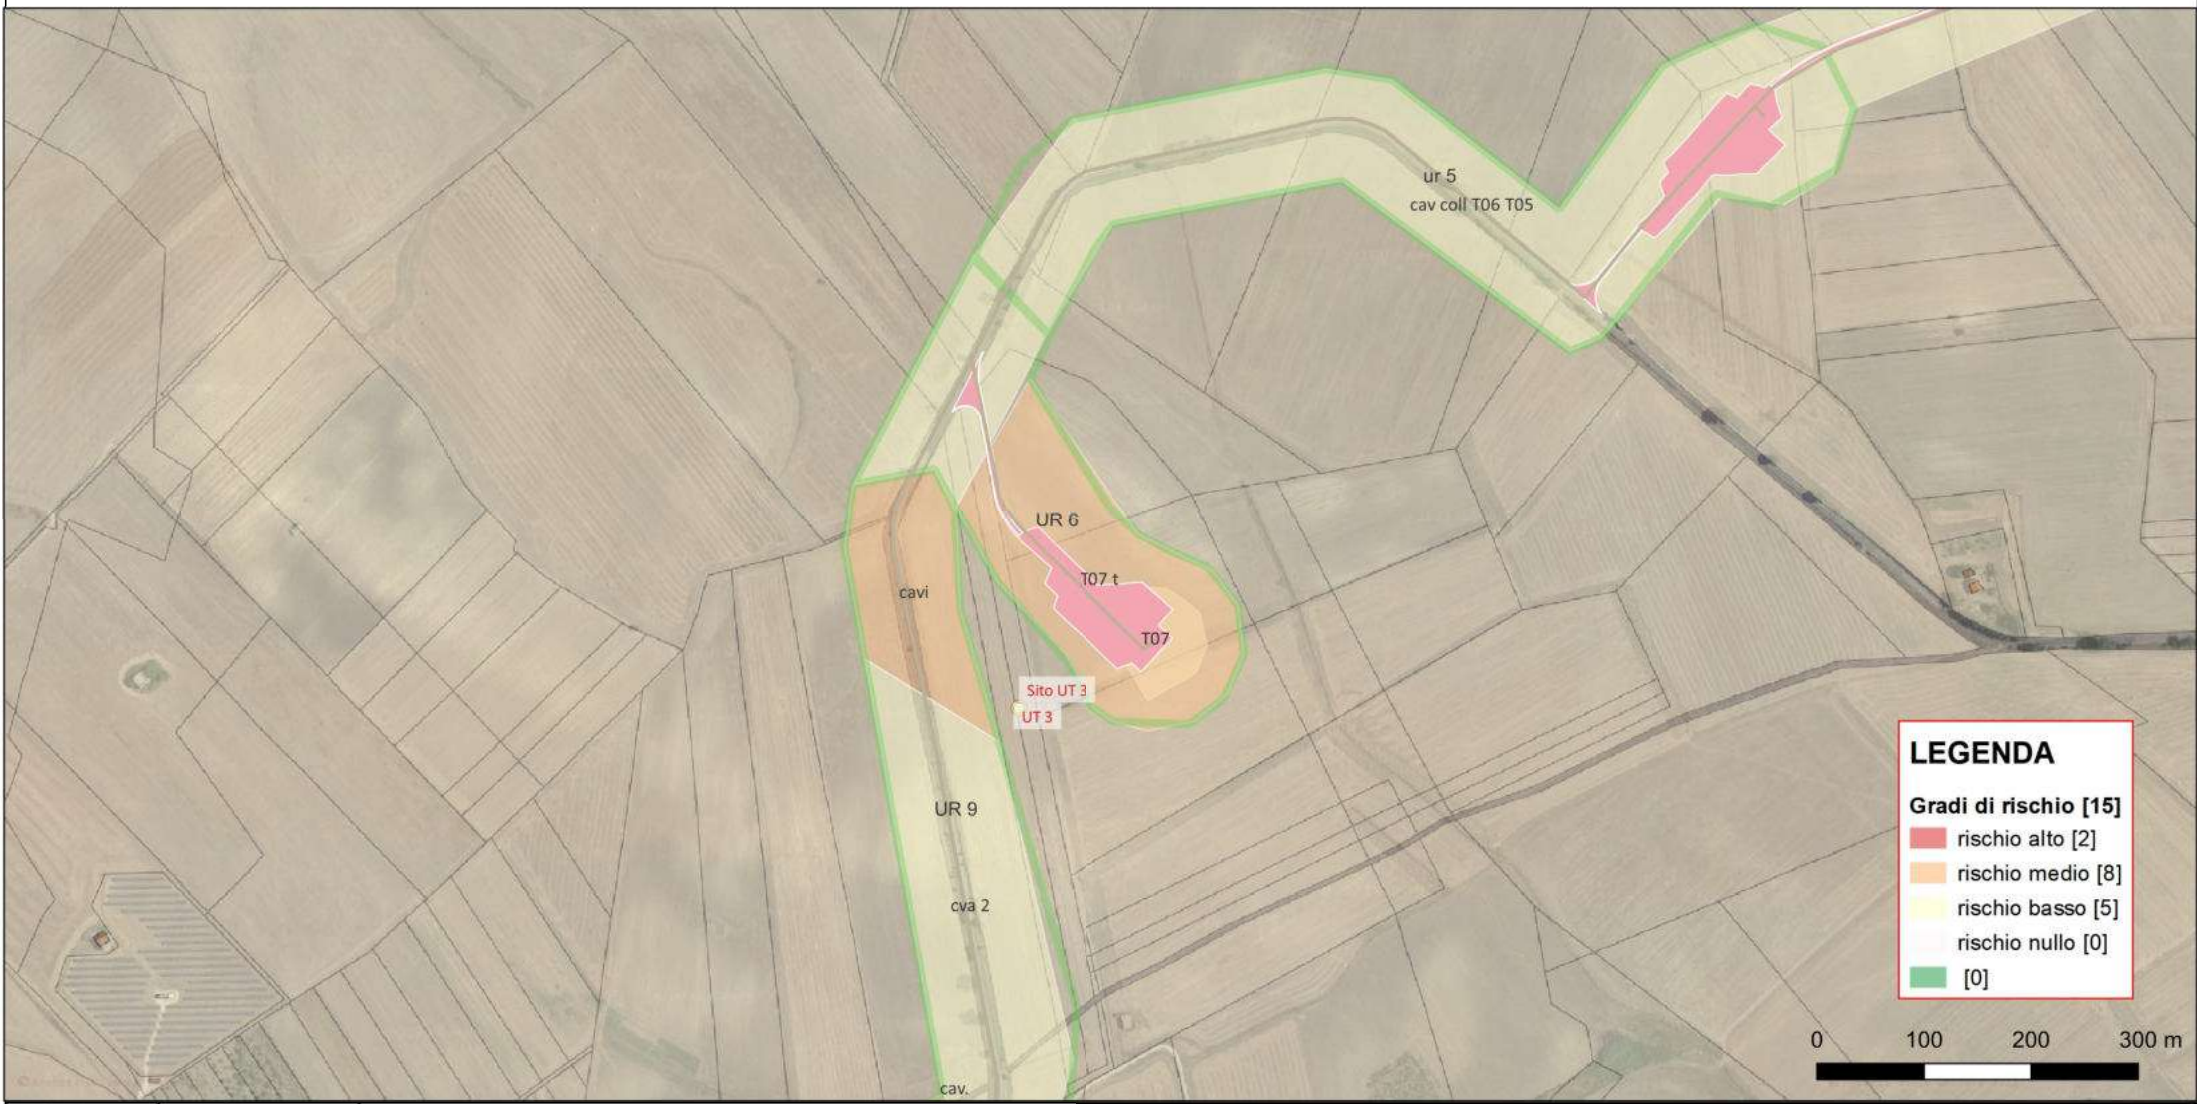 ur 5
cav coll T06 T05
UR 6
T07 t
cavi
T07
Sito UT 3
UT 3
UR 9
cva 2
cav.
LEGENDA
Gradi di rischio [15]
rischio alto [2]
rischio medio [8]
rischio basso [5]
rischio nullo [0]
[0]
0 100 200 300 m